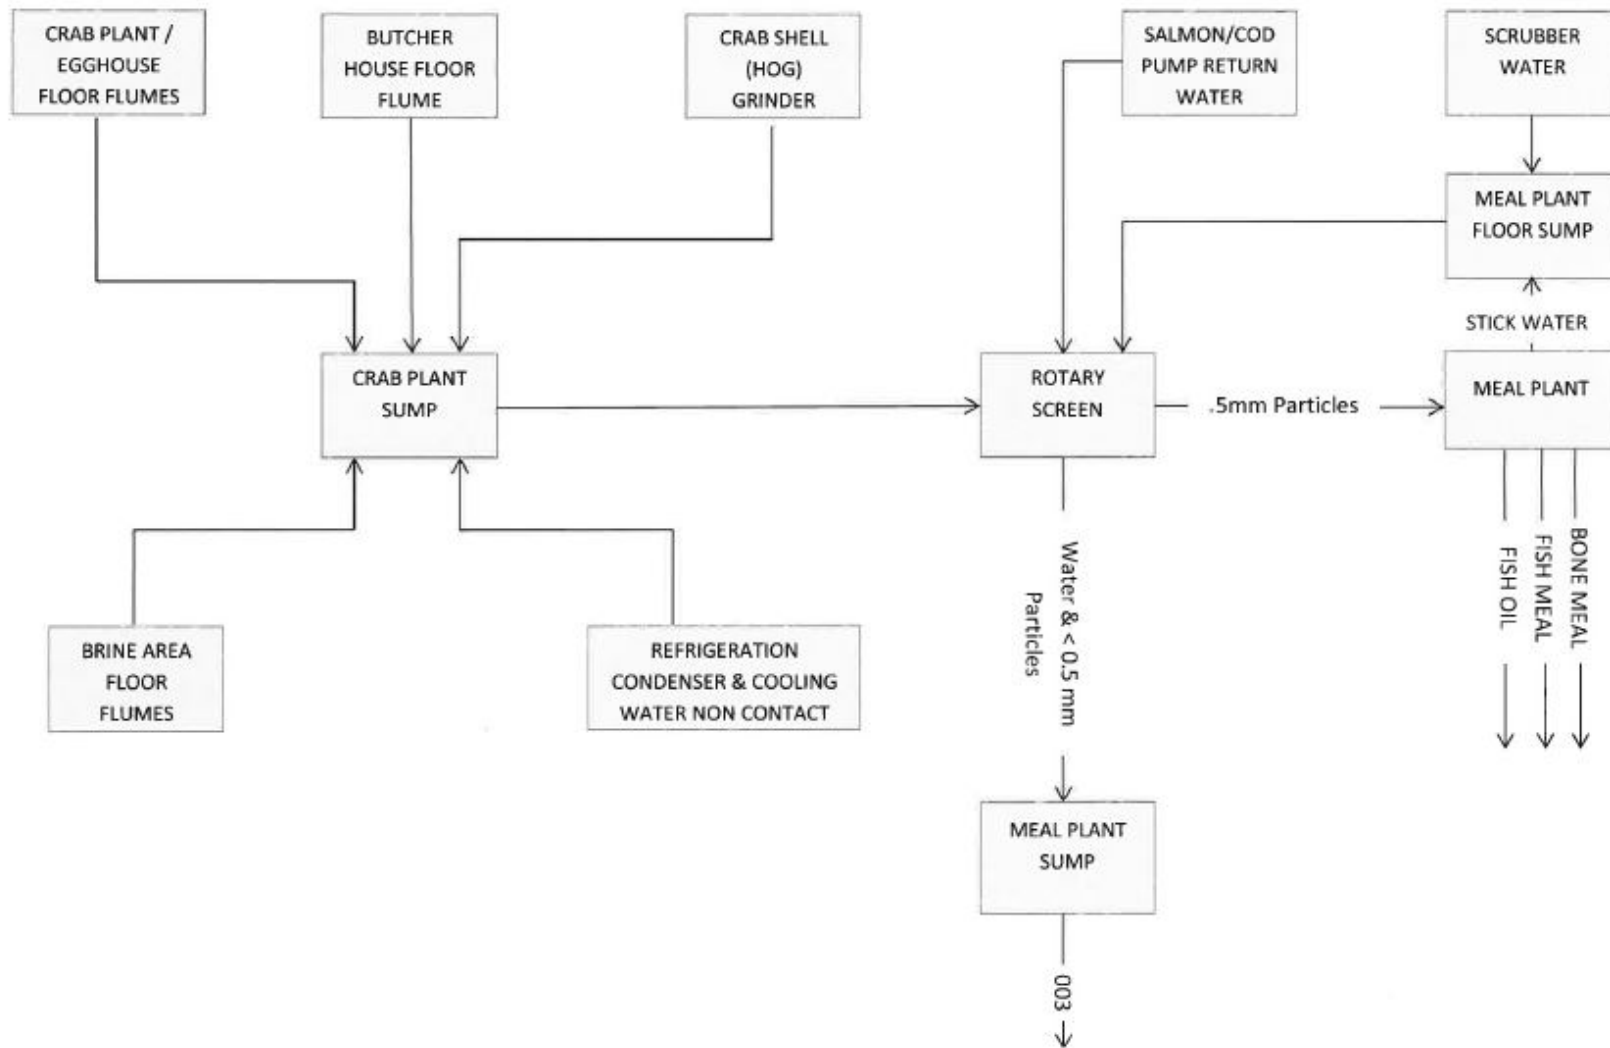 CRAB PLANT /
EGGHOUSE
FLOOR FLUMES
BUTCHER
HOUSE FLOOR
FLUME
CRAB SHELL
(HOG)
GRINDER
SALMON/COD
PUMP RETURN
WATER
SCRUBBER
WATER
MEAL PLANT
FLOOR SUMP
STICK WATER
CRAB PLANT
SUMP
ROTARY
SCREEN
.5mm Particles
MEAL PLANT
BONE MEAL
FISH MEAL
FISH OIL
Water & < 0.5 mm
Particles
BRINE AREA
FLOOR
FLUMES
REFRIGERATION
CONDENSER & COOLING
WATER NON CONTACT
MEAL PLANT
SUMP
003